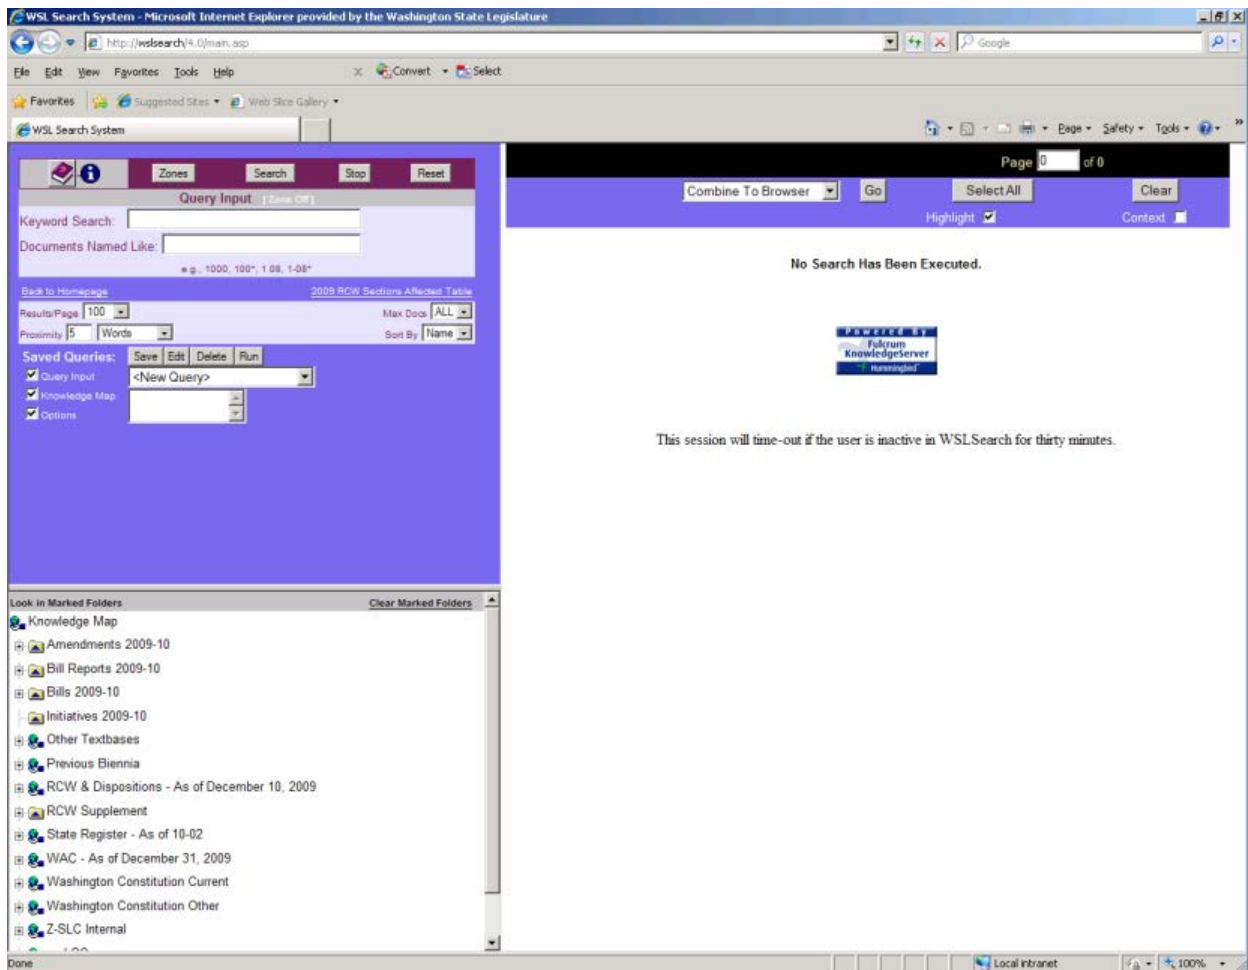 WSL Search System - Microsoft Internet Explorer provided by the Washington State Legislature
http://wslsearch/4.0/main.asp
Google
File Edit View Favorites Tools Help x Convert Select
Favorites Suggested Sites Web Slice Gallery
WSL Search System Page Safety Tools »
Zones Search Stop Reset
Query Input [Zone Off]
Keyword Search:
Documents Named Like:
e.g., 1000, 100*, 1.08, 1-08*
Back to Homepage 2009 RCW Sections Affected Table
Results/Page 100 Max Docs ALL
Proximity 5 Words Sort By Name
Saved Queries: Save Edit Delete Run
Query Input <New Query>
Knowledge Map
Options
Page 0 of 0
Combine To Browser Go Select All Clear
Highlight Context
No Search Has Been Executed.
Powered By
Fulcrum
KnowledgeServer
Hummingbird
This session will time-out if the user is inactive in WSLSearch for thirty minutes.
Look in Marked Folders Clear Marked Folders
Knowledge Map
Amendments 2009-10
Bill Reports 2009-10
Bills 2009-10
Initiatives 2009-10
Other Textbases
Previous Biennia
RCW & Dispositions - As of December 10, 2009
RCW Supplement
State Register - As of 10-02
WAC - As of December 31, 2009
Washington Constitution Current
Washington Constitution Other
Z-SLC Internal
Done Local intranet 100%